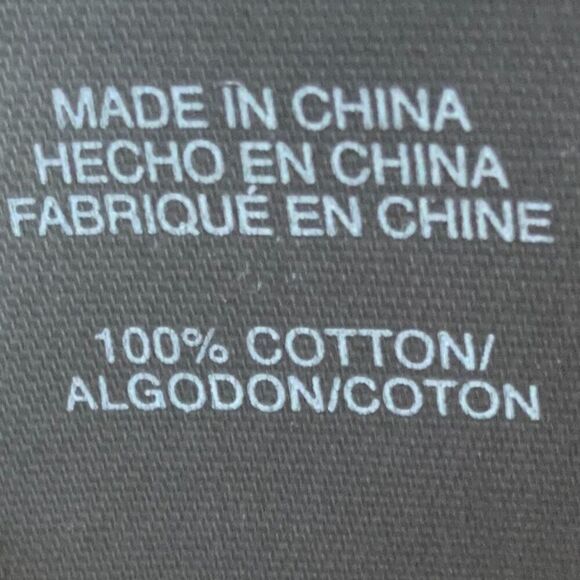 MADE IN CHINA
HECHO EN CHINA
FABRIQUÉ EN CHINE
100% COTTON/
ALGODON/COTON